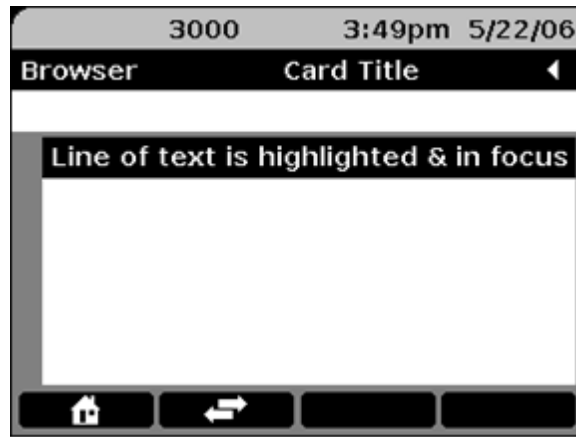 3000 3:49pm 5/22/06
Browser Card Title
Line of text is highlighted & in focus